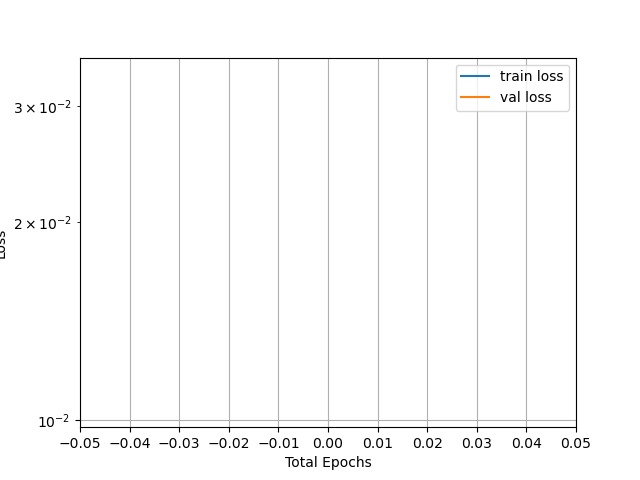 train loss
val loss
3 × 10⁻²
2 × 10⁻²
10⁻²
Loss
−0.05 −0.04 −0.03 −0.02 −0.01 0.00 0.01 0.02 0.03 0.04 0.05
Total Epochs